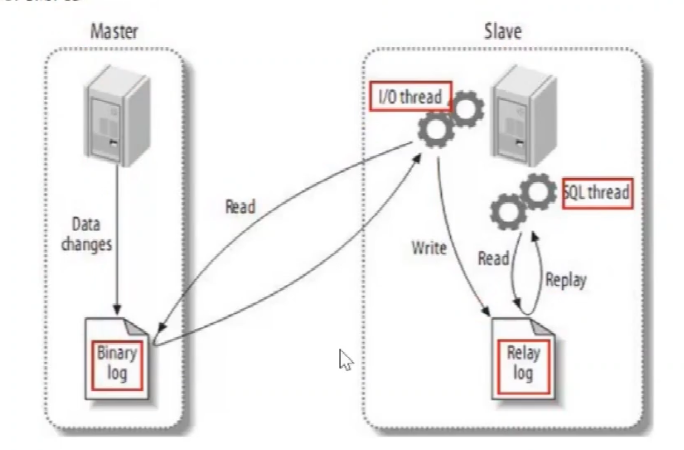 Master
Slave
I/O thread
SQL thread
Read
Data
changes
Write
Read
Replay
Binary
log
Relay
log